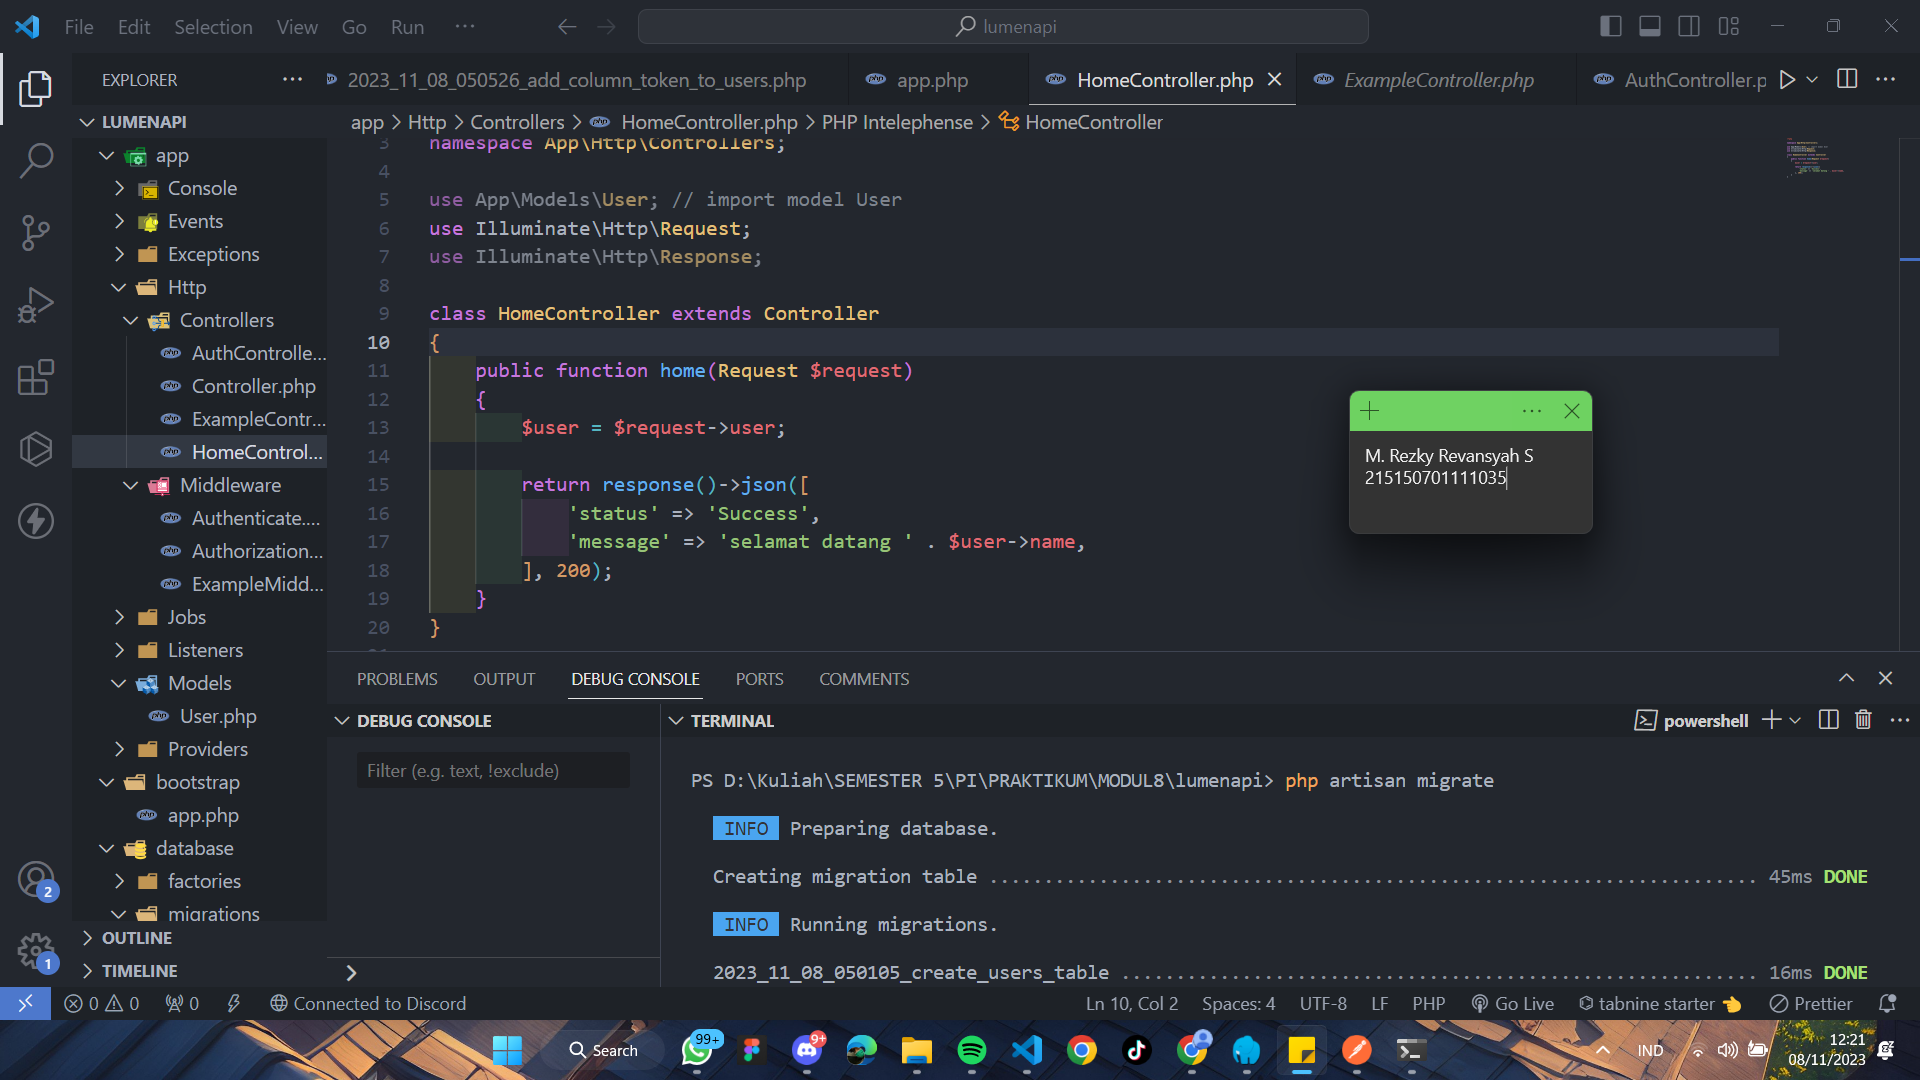 File Edit Selection View Go Run ··· lumenapi
EXPLORER ···
2023_11_08_050526_add_column_token_to_users.php app.php HomeController.php ExampleController.php AuthController.p
LUMENAPI
app
Console
Events
Exceptions
Http
Controllers
AuthControlle...
Controller.php
ExampleContr...
HomeControl...
Middleware
Authenticate....
Authorization...
ExampleMidd...
Jobs
Listeners
Models
User.php
Providers
bootstrap
app.php
database
factories
migrations
OUTLINE
TIMELINE
app > Http > Controllers > HomeController.php > PHP Intelephense > HomeController
3 namespace App\Http\Controllers;
4
5 use App\Models\User; // import model User
6 use Illuminate\Http\Request;
7 use Illuminate\Http\Response;
8
9 class HomeController extends Controller
10 {
11 public function home(Request $request)
12 {
13 $user = $request->user;
14
15 return response()->json([
16 'status' => 'Success',
17 'message' => 'selamat datang ' . $user->name,
18 ], 200);
19 }
20 }
M. Rezky Revansyah S
215150701111035
PROBLEMS OUTPUT DEBUG CONSOLE PORTS COMMENTS
DEBUG CONSOLE
Filter (e.g. text, !exclude)
TERMINAL
powershell
PS D:\Kuliah\SEMESTER 5\PI\PRAKTIKUM\MODUL8\lumenapi> php artisan migrate
INFO Preparing database.
Creating migration table ...................................................................... 45ms DONE
INFO Running migrations.
2023_11_08_050105_create_users_table .......................................................... 16ms DONE
2
1
0 0 0 Connected to Discord Ln 10, Col 2 Spaces: 4 UTF-8 LF PHP Go Live tabnine starter Prettier
Search 99+ 9+ IND 12:21
08/11/2023